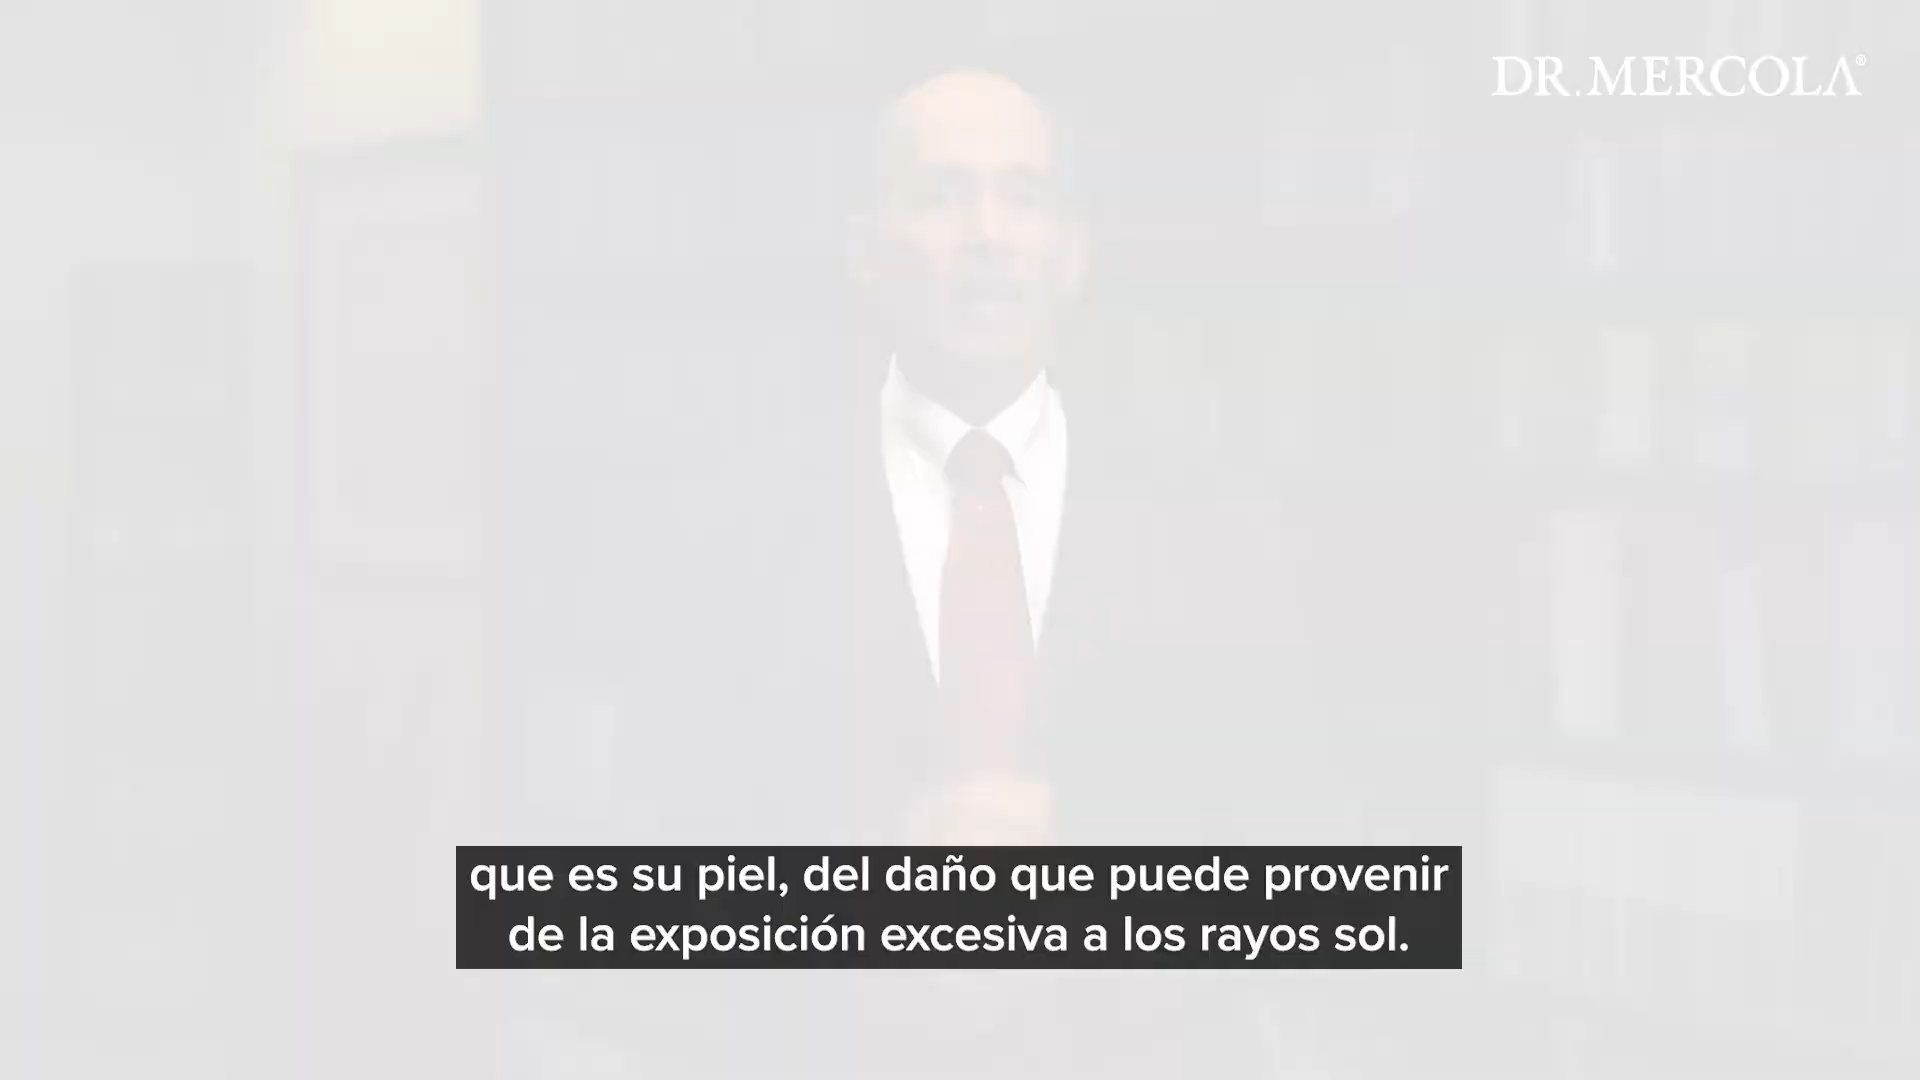 DR. MERCOLA®
que es su piel, del daño que puede provenir
de la exposición excesiva a los rayos sol.